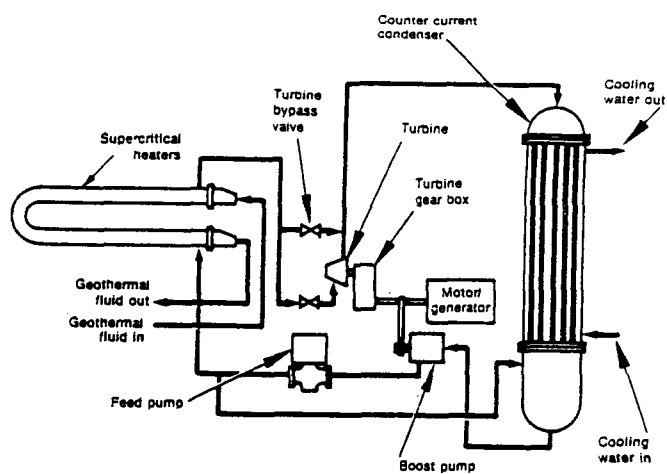 Counter current
condenser
Cooling
water out
Turbine
bypass
valve
Turbine
Supercritical
heaters
Turbine
gear box
Geothermal
fluid out
Geothermal
fluid in
Motor/
generator
Feed pump
Boost pump
Cooling
water in